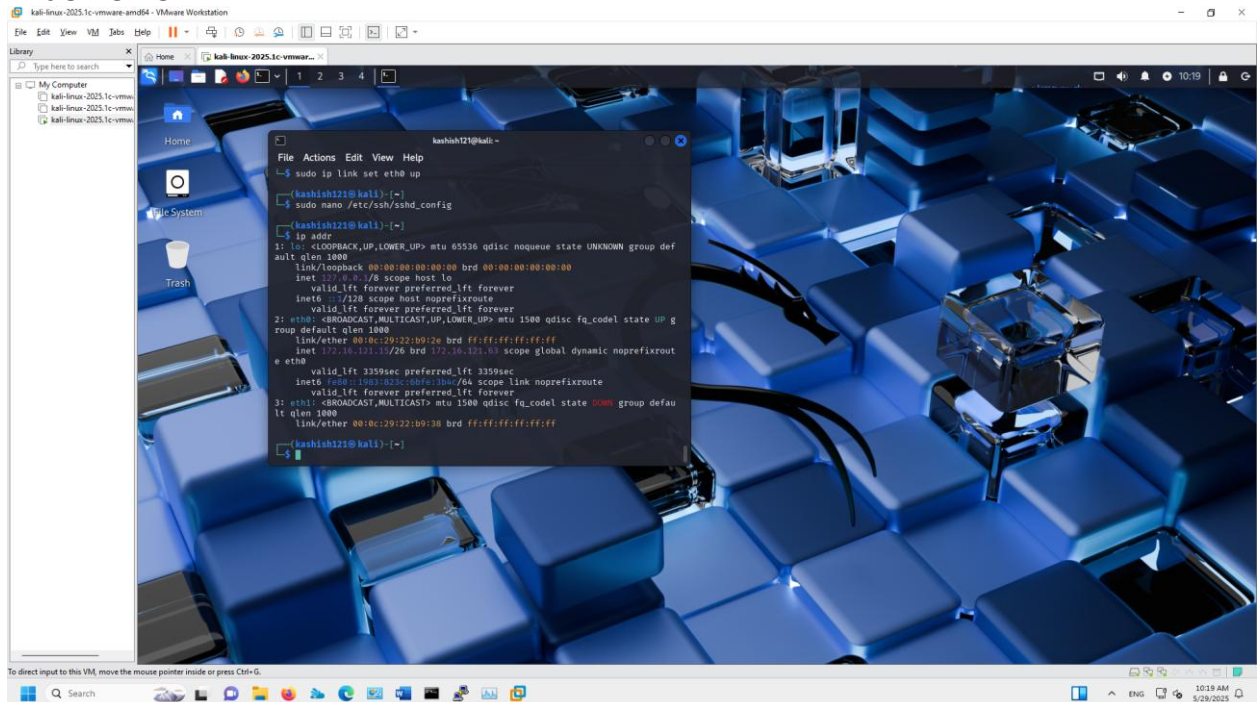 kali-linux-2025.1c-vmware-amd64 - VMware Workstation
File Edit View VM Tabs Help
Library
Home kali-linux-2025.1c-vmwar...
Type here to search
1 2 3 4
10:19
My Computer
kali-linux-2025.1c-vmw
kali-linux-2025.1c-vmw
kali-linux-2025.1c-vmw
Home
File System
Trash
kashish121@kali: ~
File Actions Edit View Help
└─$ sudo ip link set eth0 up
┌──(kashish121㉿kali)-[~]
└─$ sudo nano /etc/ssh/sshd_config
┌──(kashish121㉿kali)-[~]
└─$ ip addr
1: lo: <LOOPBACK,UP,LOWER_UP> mtu 65536 qdisc noqueue state UNKNOWN group def
ault qlen 1000
link/loopback 00:00:00:00:00:00 brd 00:00:00:00:00:00
inet 127.0.0.1/8 scope host lo
valid_lft forever preferred_lft forever
inet6 ::1/128 scope host noprefixroute
valid_lft forever preferred_lft forever
2: eth0: <BROADCAST,MULTICAST,UP,LOWER_UP> mtu 1500 qdisc fq_codel state UP g
roup default qlen 1000
link/ether 00:0c:29:22:b9:2e brd ff:ff:ff:ff:ff:ff
inet 172.16.121.15/26 brd 172.16.121.63 scope global dynamic noprefixrout
e eth0
valid_lft 3359sec preferred_lft 3359sec
inet6 fe80::1983:823c:6bfe:3b4c/64 scope link noprefixroute
valid_lft forever preferred_lft forever
3: eth1: <BROADCAST,MULTICAST> mtu 1500 qdisc fq_codel state DOWN group defau
lt qlen 1000
link/ether 00:0c:29:22:b9:38 brd ff:ff:ff:ff:ff:ff
┌──(kashish121㉿kali)-[~]
└─$
To direct input to this VM, move the mouse pointer inside or press Ctrl+G.
Search
ENG
10:19 AM
5/29/2025